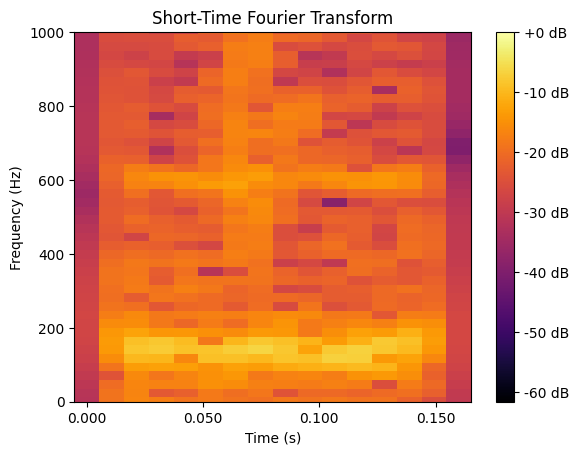 Short-Time Fourier Transform
1000
800
600
400
200
0
Frequency (Hz)
0.000
0.050
0.100
0.150
Time (s)
+0 dB
-10 dB
-20 dB
-30 dB
-40 dB
-50 dB
-60 dB